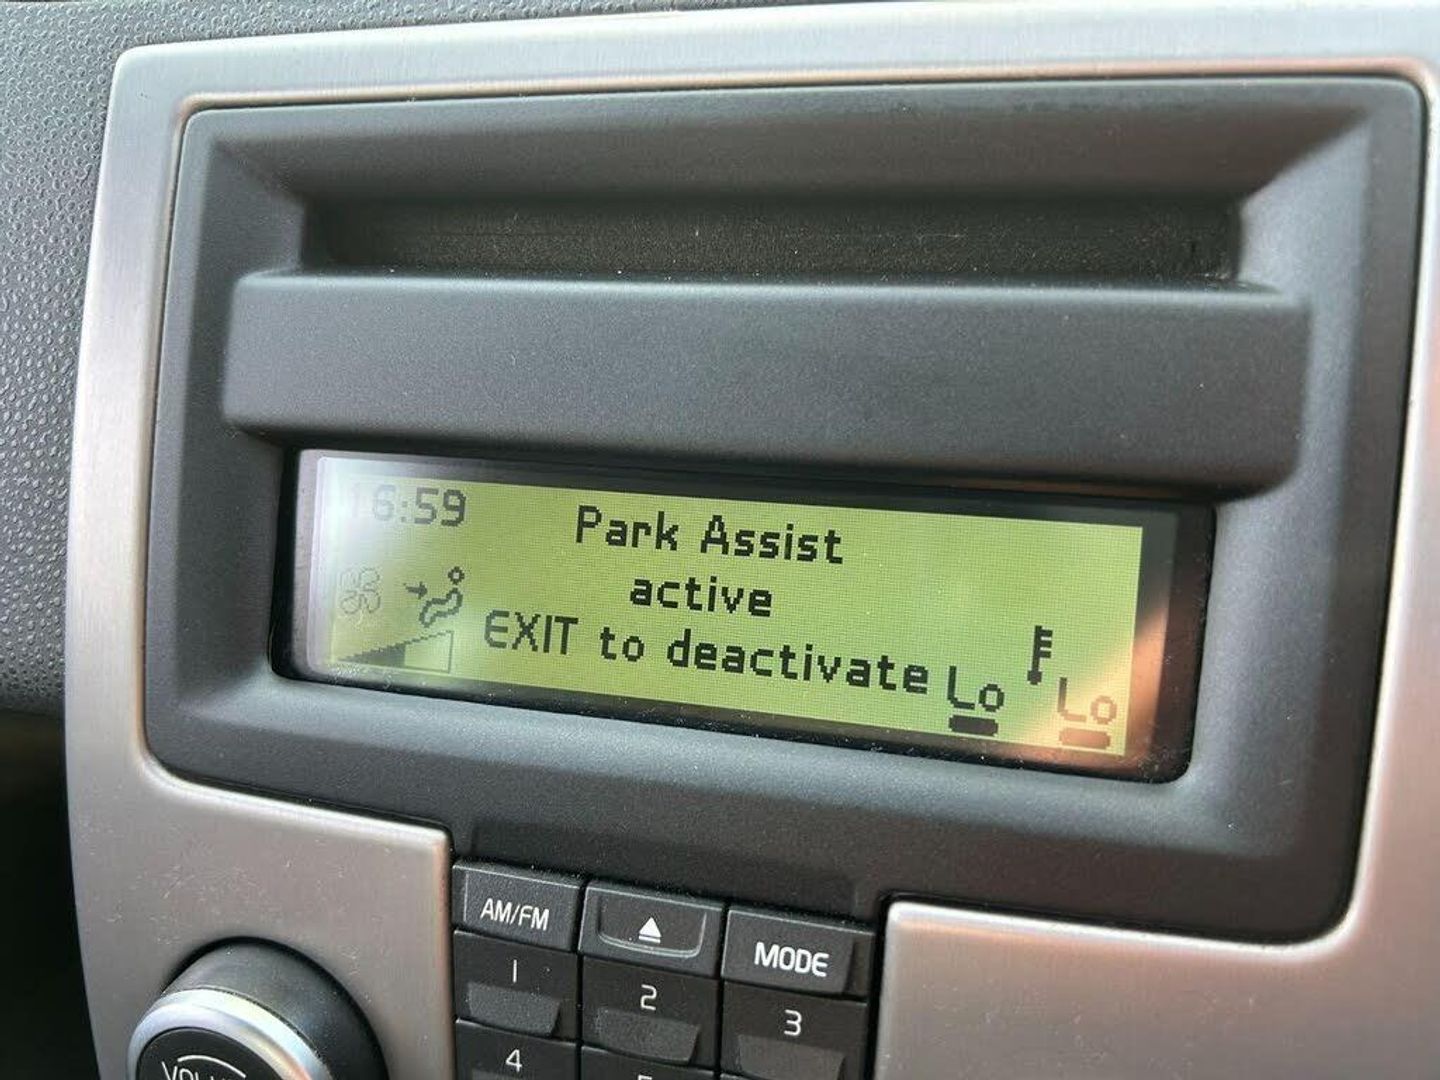 16:59
Park Assist
active
EXIT to deactivate
Lo Lo
AM/FM
MODE
1 2 3
4